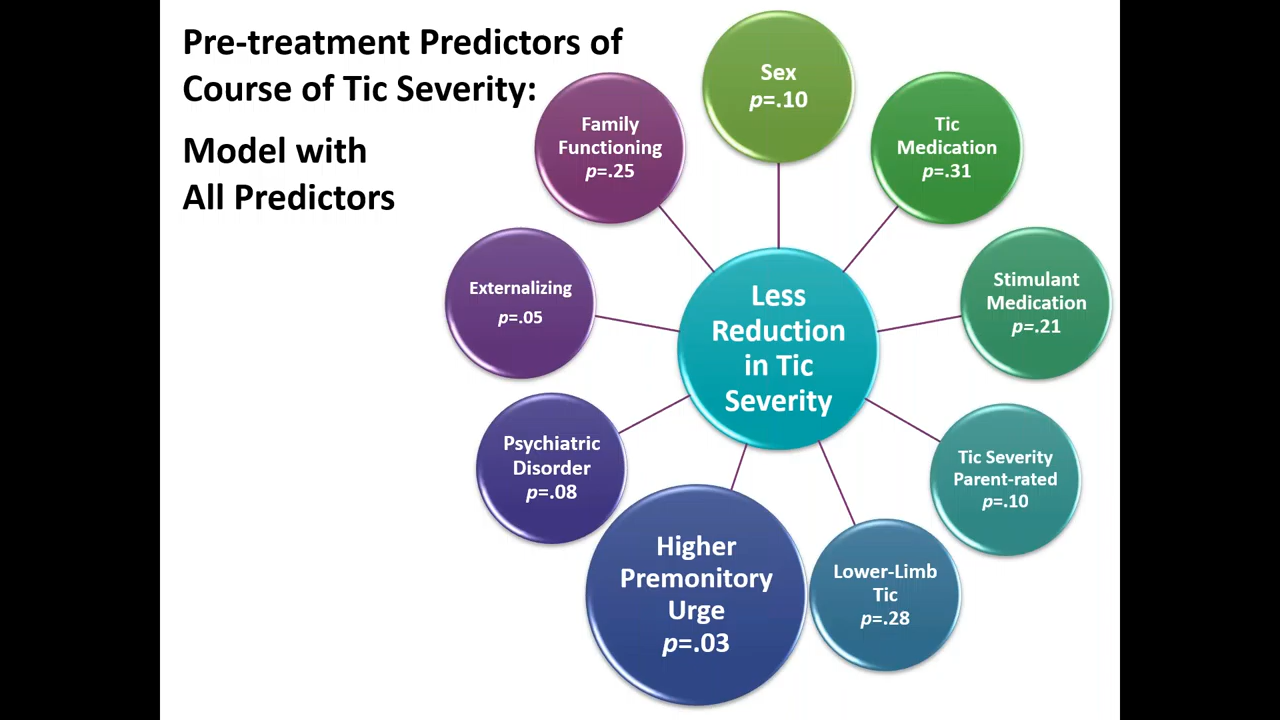 Pre-treatment Predictors of
Course of Tic Severity:
Model with
All Predictors
Sex
p=.10
Tic
Medication
p=.31
Stimulant
Medication
p=.21
Tic Severity
Parent-rated
p=.10
Lower-Limb
Tic
p=.28
Higher
Premonitory
Urge
p=.03
Psychiatric
Disorder
p=.08
Externalizing
p=.05
Family
Functioning
p=.25
Less
Reduction
in Tic
Severity